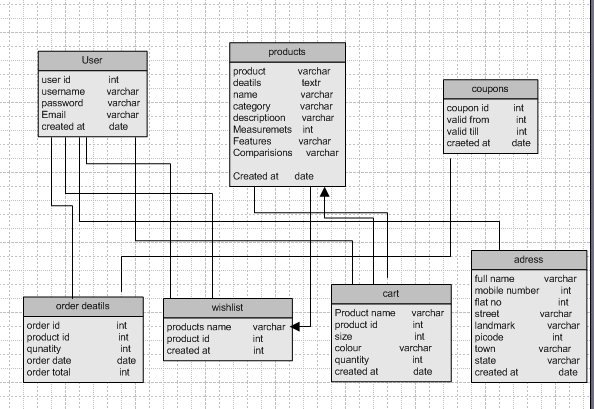 User
user id int
username varchar
password varchar
Email varchar
created at date
products
product varchar
deatils textr
name varchar
category varchar
descriptioon varchar
Measuremets int
Features varchar
Comparisions varchar
Created at date
coupons
coupon id int
valid from int
valid till int
craeted at date
order deatils
order id int
product id int
qunatity int
order date date
order total int
wishlist
products name varchar
product id int
created at int
cart
Product name varchar
product id int
size int
colour varchar
quantity int
created at date
adress
full name varchar
mobile number int
flat no int
street varchar
landmark varchar
picode int
town varchar
state varchar
created at date